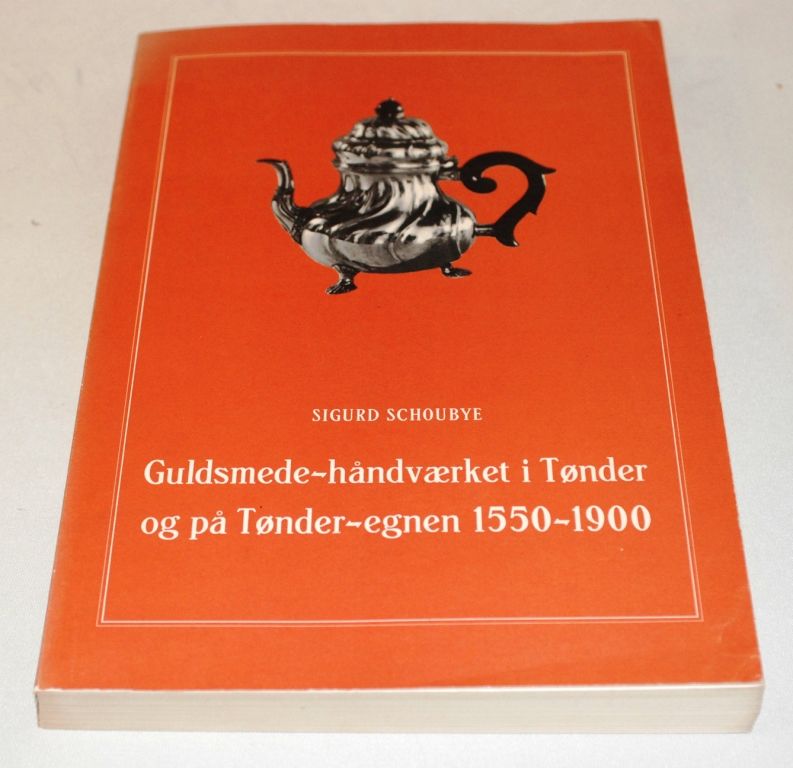 SIGURD SCHOUBYE
Guldsmede-håndværket i Tønder
og på Tønder-egnen 1550-1900